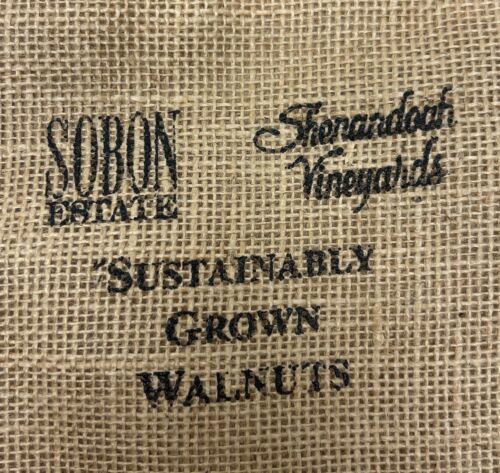 SOBON
ESTATE
Shenandoah
Vineyards
"SUSTAINABLY
GROWN
WALNUTS